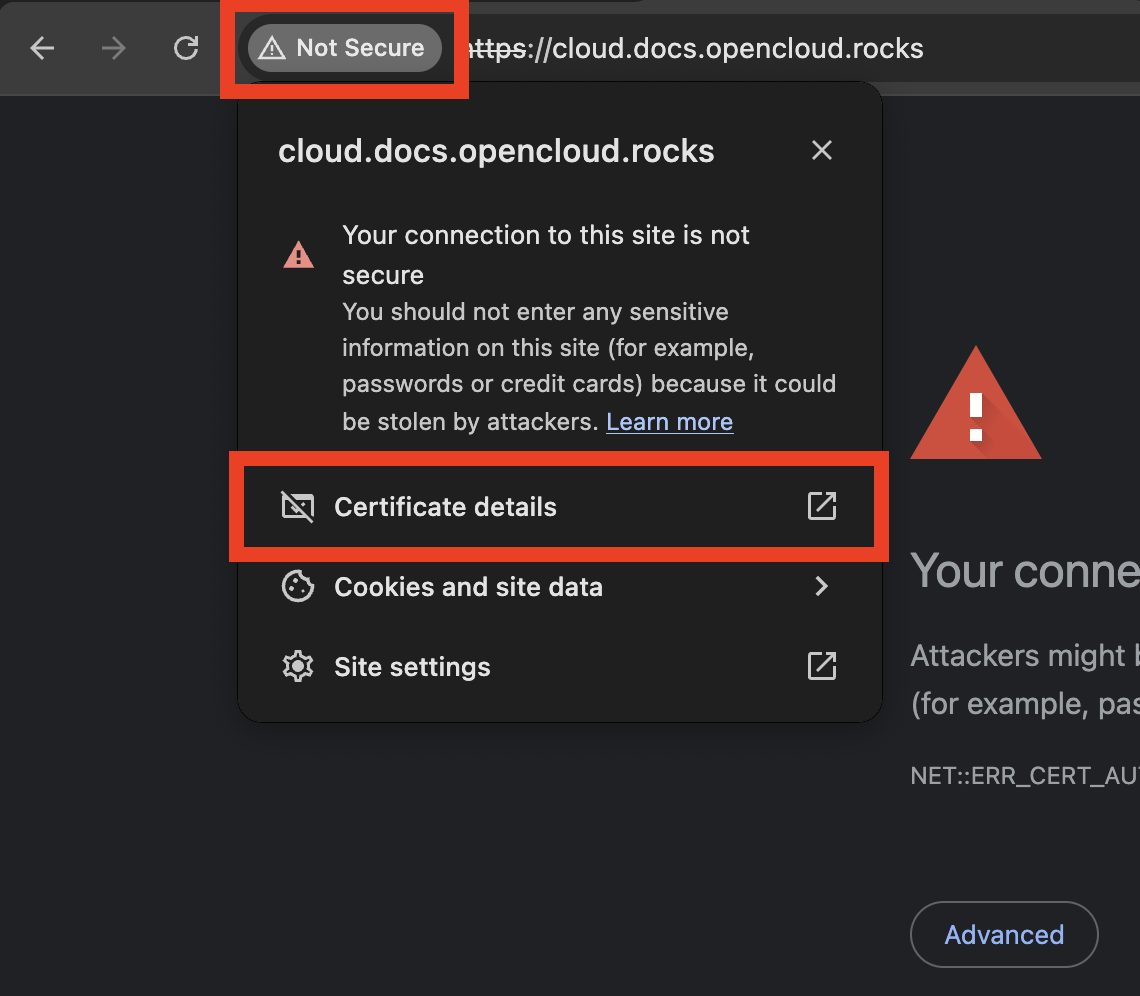 Not Secure
https://cloud.docs.opencloud.rocks
cloud.docs.opencloud.rocks
Your connection to this site is not
secure
You should not enter any sensitive
information on this site (for example,
passwords or credit cards) because it could
be stolen by attackers. Learn more
Certificate details
Cookies and site data
Site settings
Your conne
Attackers might b
(for example, pas
NET::ERR_CERT_AUT
Advanced